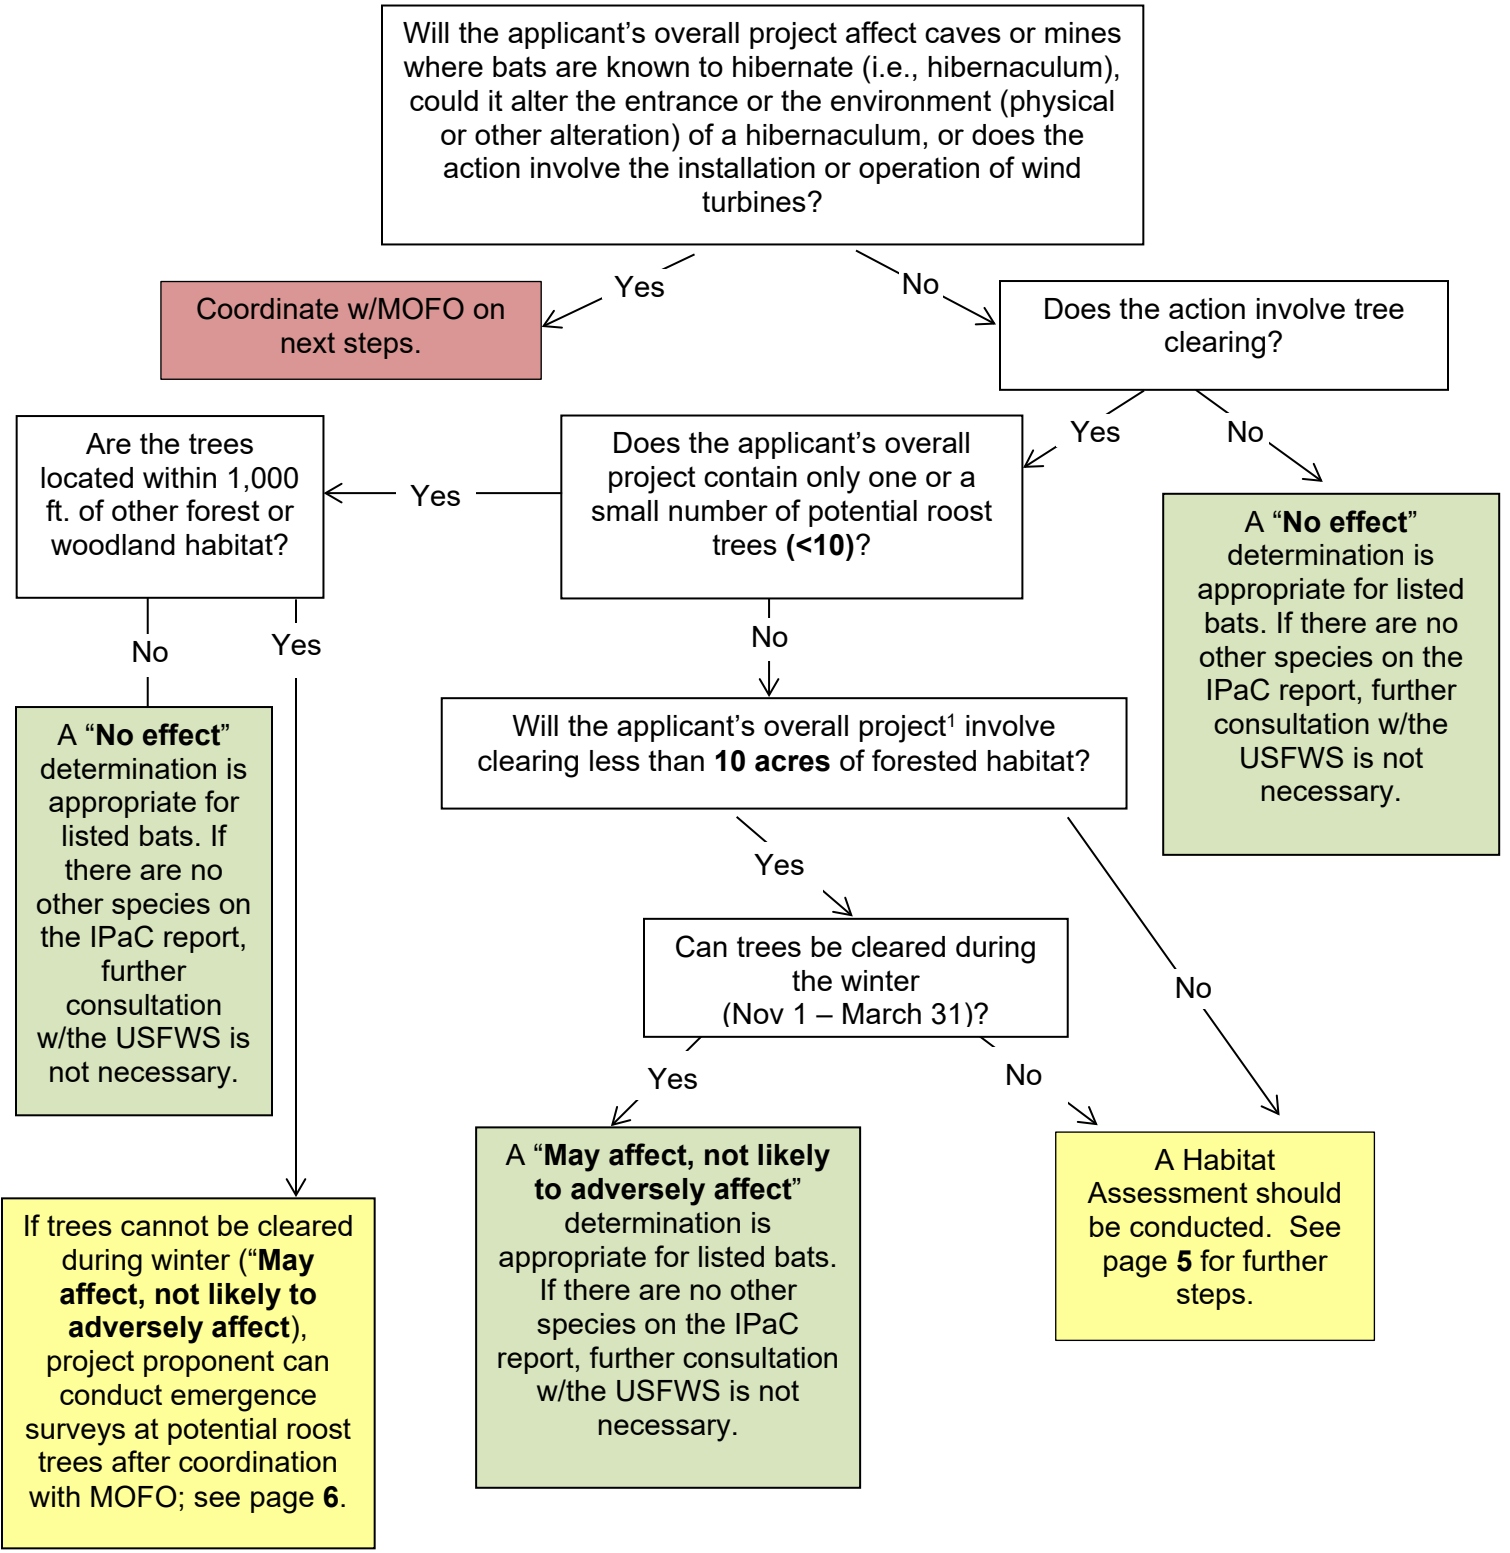 Will the applicant’s overall project affect caves or mines
where bats are known to hibernate (i.e., hibernaculum),
could it alter the entrance or the environment (physical
or other alteration) of a hibernaculum, or does the
action involve the installation or operation of wind
turbines?
Yes
No
Coordinate w/MOFO on
next steps.
Does the action involve tree
clearing?
Yes
No
Are the trees
located within 1,000
ft. of other forest or
woodland habitat?
Yes
Does the applicant’s overall
project contain only one or a
small number of potential roost
trees (<10)?
A “No effect”
determination is
appropriate for listed
bats. If there are no
other species on the
IPaC report, further
consultation w/the
USFWS is not
necessary.
No
Yes
No
A “No effect”
determination is
appropriate for
listed bats. If
there are no
other species on
the IPaC report,
further
consultation
w/the USFWS is
not necessary.
Will the applicant’s overall project¹ involve
clearing less than 10 acres of forested habitat?
Yes
No
Can trees be cleared during
the winter
(Nov 1 – March 31)?
Yes
No
If trees cannot be cleared
during winter (“May
affect, not likely to
adversely affect),
project proponent can
conduct emergence
surveys at potential roost
trees after coordination
with MOFO; see page 6.
A “May affect, not likely
to adversely affect”
determination is
appropriate for listed bats.
If there are no other
species on the IPaC
report, further consultation
w/the USFWS is not
necessary.
A Habitat
Assessment should
be conducted.  See
page 5 for further
steps.